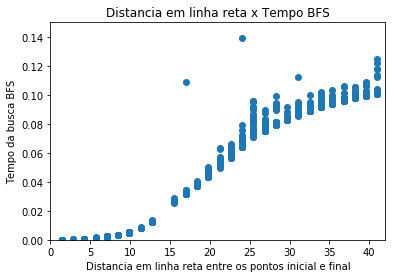 Distancia em linha reta x Tempo BFS
Tempo da busca BFS
0.14
0.12
0.10
0.08
0.06
0.04
0.02
0.00
0 5 10 15 20 25 30 35 40
Distancia em linha reta entre os pontos inicial e final